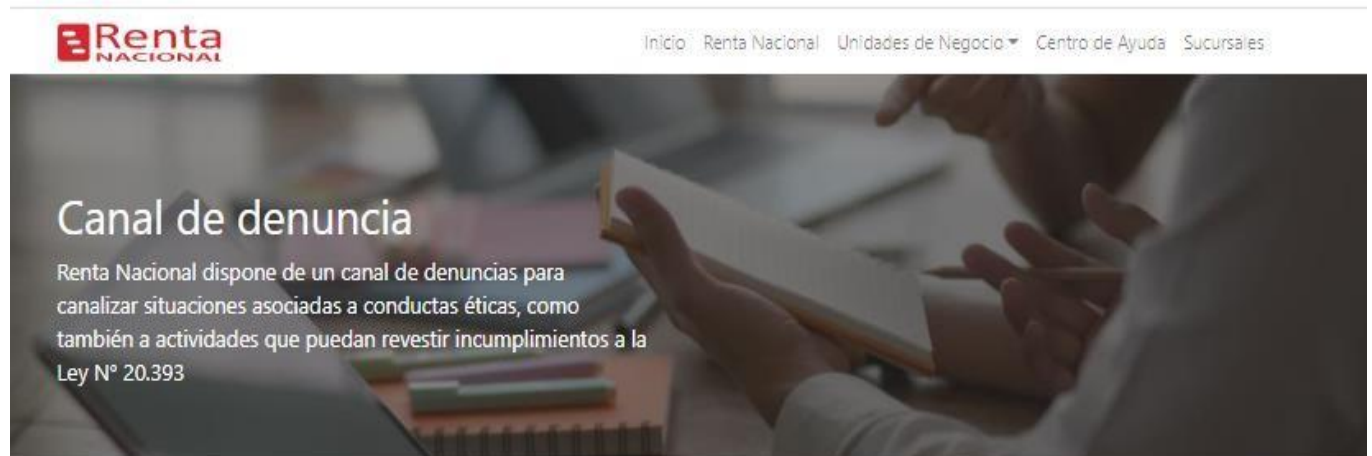 Renta
NACIONAL
Inicio Renta Nacional Unidades de Negocio Centro de Ayuda Sucursales
Canal de denuncia
Renta Nacional dispone de un canal de denuncias para
canalizar situaciones asociadas a conductas éticas, como
también a actividades que puedan revestir incumplimientos a la
Ley N° 20.393